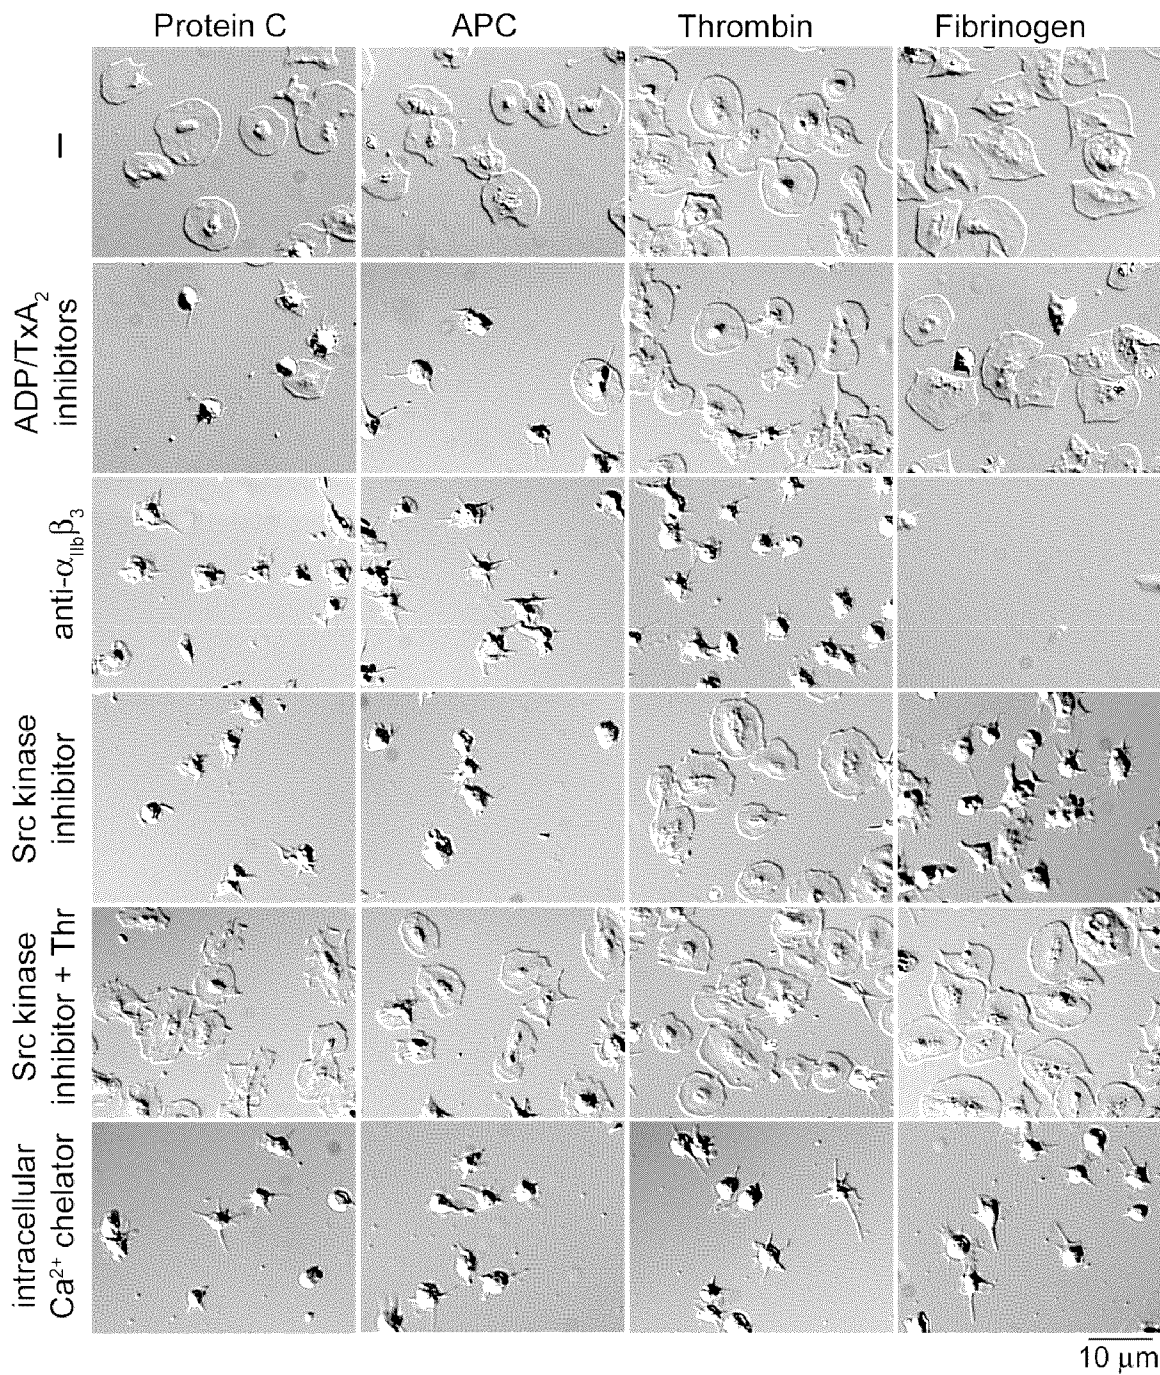 Protein C APC Thrombin Fibrinogen
–
ADP/TxA₂
inhibitors
anti-αIIbβ₃
Src kinase
inhibitor
Src kinase
inhibitor + Thr
intracellular
Ca²⁺ chelator
10 μm